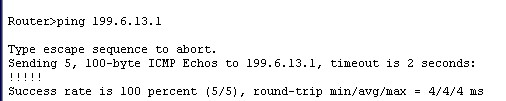 Router>ping 199.6.13.1
Type escape sequence to abort.
Sending 5, 100-byte ICMP Echos to 199.6.13.1, timeout is 2 seconds:
!!!!!
Success rate is 100 percent (5/5), round-trip min/avg/max = 4/4/4 ms